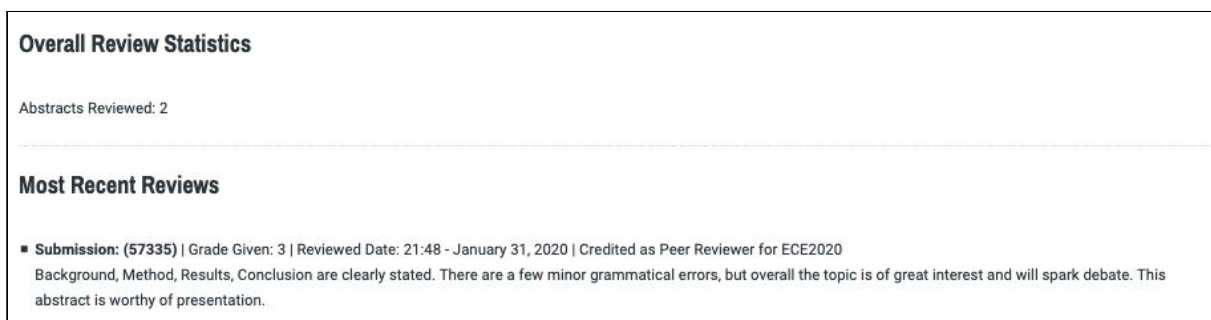 Overall Review Statistics
Abstracts Reviewed: 2
Most Recent Reviews
Submission: (57335) | Grade Given: 3 | Reviewed Date: 21:48 - January 31, 2020 | Credited as Peer Reviewer for ECE2020
Background, Method, Results, Conclusion are clearly stated. There are a few minor grammatical errors, but overall the topic is of great interest and will spark debate. This
abstract is worthy of presentation.